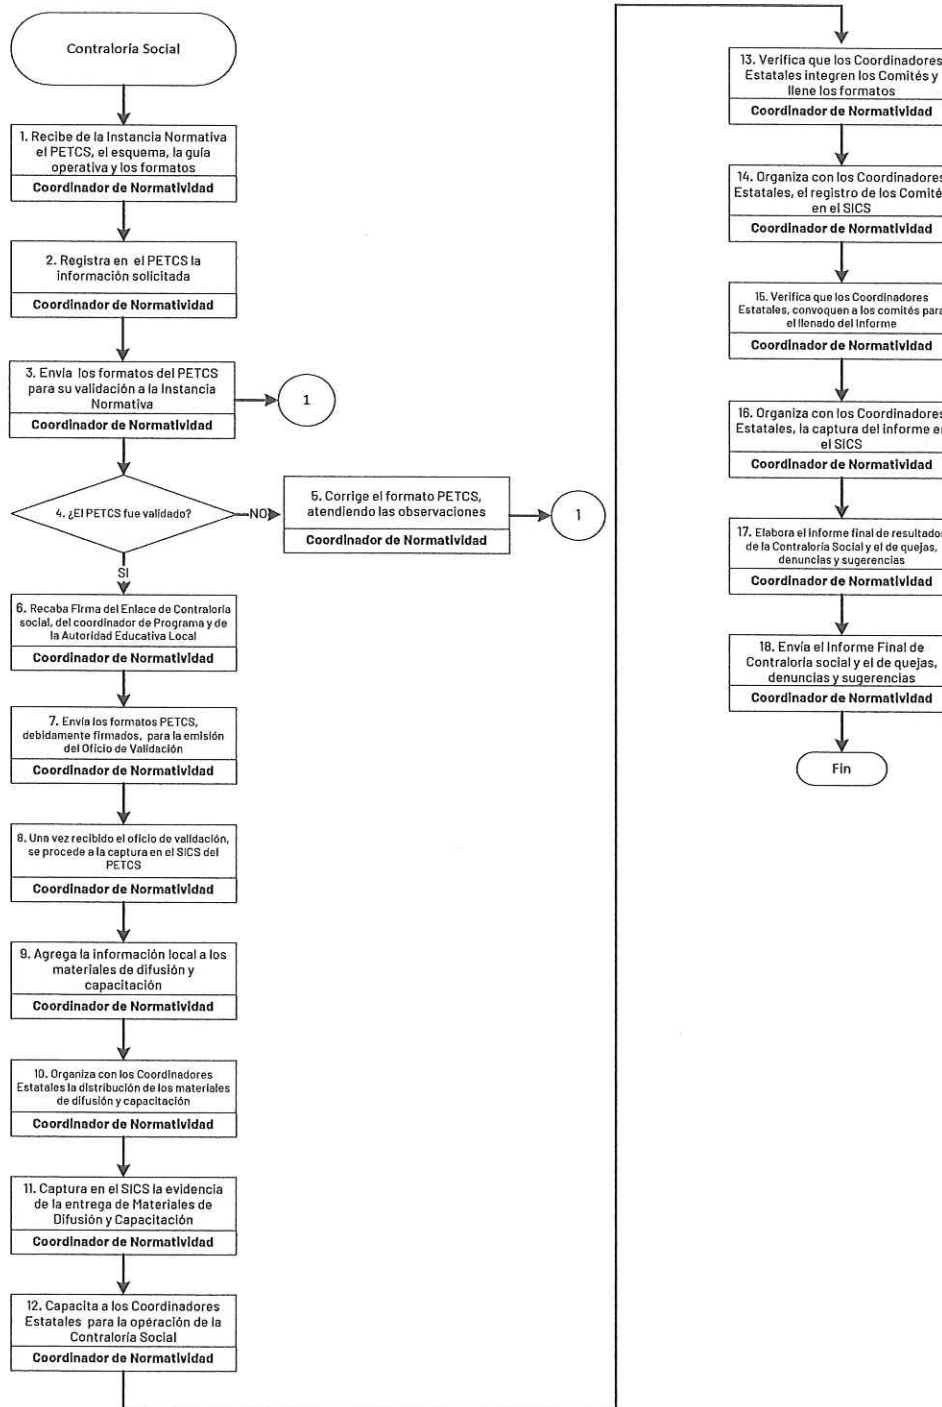 Contraloría Social
1. Recibe de la Instancia Normativa
el PETCS, el esquema, la guía
operativa y los formatos
Coordinador de Normatividad
2. Registra en el PETCS la
información solicitada
Coordinador de Normatividad
3. Envía los formatos del PETCS
para su validación a la Instancia
Normativa
Coordinador de Normatividad
1
4. ¿El PETCS fue validado?
NO
5. Corrige el formato PETCS,
atendiendo las observaciones
Coordinador de Normatividad
1
SI
6. Recaba Firma del Enlace de Contraloría
social, del coordinador de Programa y de
la Autoridad Educativa Local
Coordinador de Normatividad
7. Envía los formatos PETCS,
debidamente firmados, para la emisión
del Oficio de Validación
Coordinador de Normatividad
8. Una vez recibido el oficio de validación,
se procede a la captura en el SICS del
PETCS
Coordinador de Normatividad
9. Agrega la información local a los
materiales de difusión y
capacitación
Coordinador de Normatividad
10. Organiza con los Coordinadores
Estatales la distribución de los materiales
de difusión y capacitación
Coordinador de Normatividad
11. Captura en el SICS la evidencia
de la entrega de Materiales de
Difusión y Capacitación
Coordinador de Normatividad
12. Capacita a los Coordinadores
Estatales para la operación de la
Contraloría Social
Coordinador de Normatividad
13. Verifica que los Coordinadores
Estatales integren los Comités y
llene los formatos
Coordinador de Normatividad
14. Organiza con los Coordinadores
Estatales, el registro de los Comités
en el SICS
Coordinador de Normatividad
15. Verifica que los Coordinadores
Estatales, convoquen a los comités para
el llenado del Informe
Coordinador de Normatividad
16. Organiza con los Coordinadores
Estatales, la captura del informe en
el SICS
Coordinador de Normatividad
17. Elabora el Informe final de resultados
de la Contraloría Social y el de quejas,
denuncias y sugerencias
Coordinador de Normatividad
18. Envía el Informe Final de
Contraloría social y el de quejas,
denuncias y sugerencias
Coordinador de Normatividad
Fin